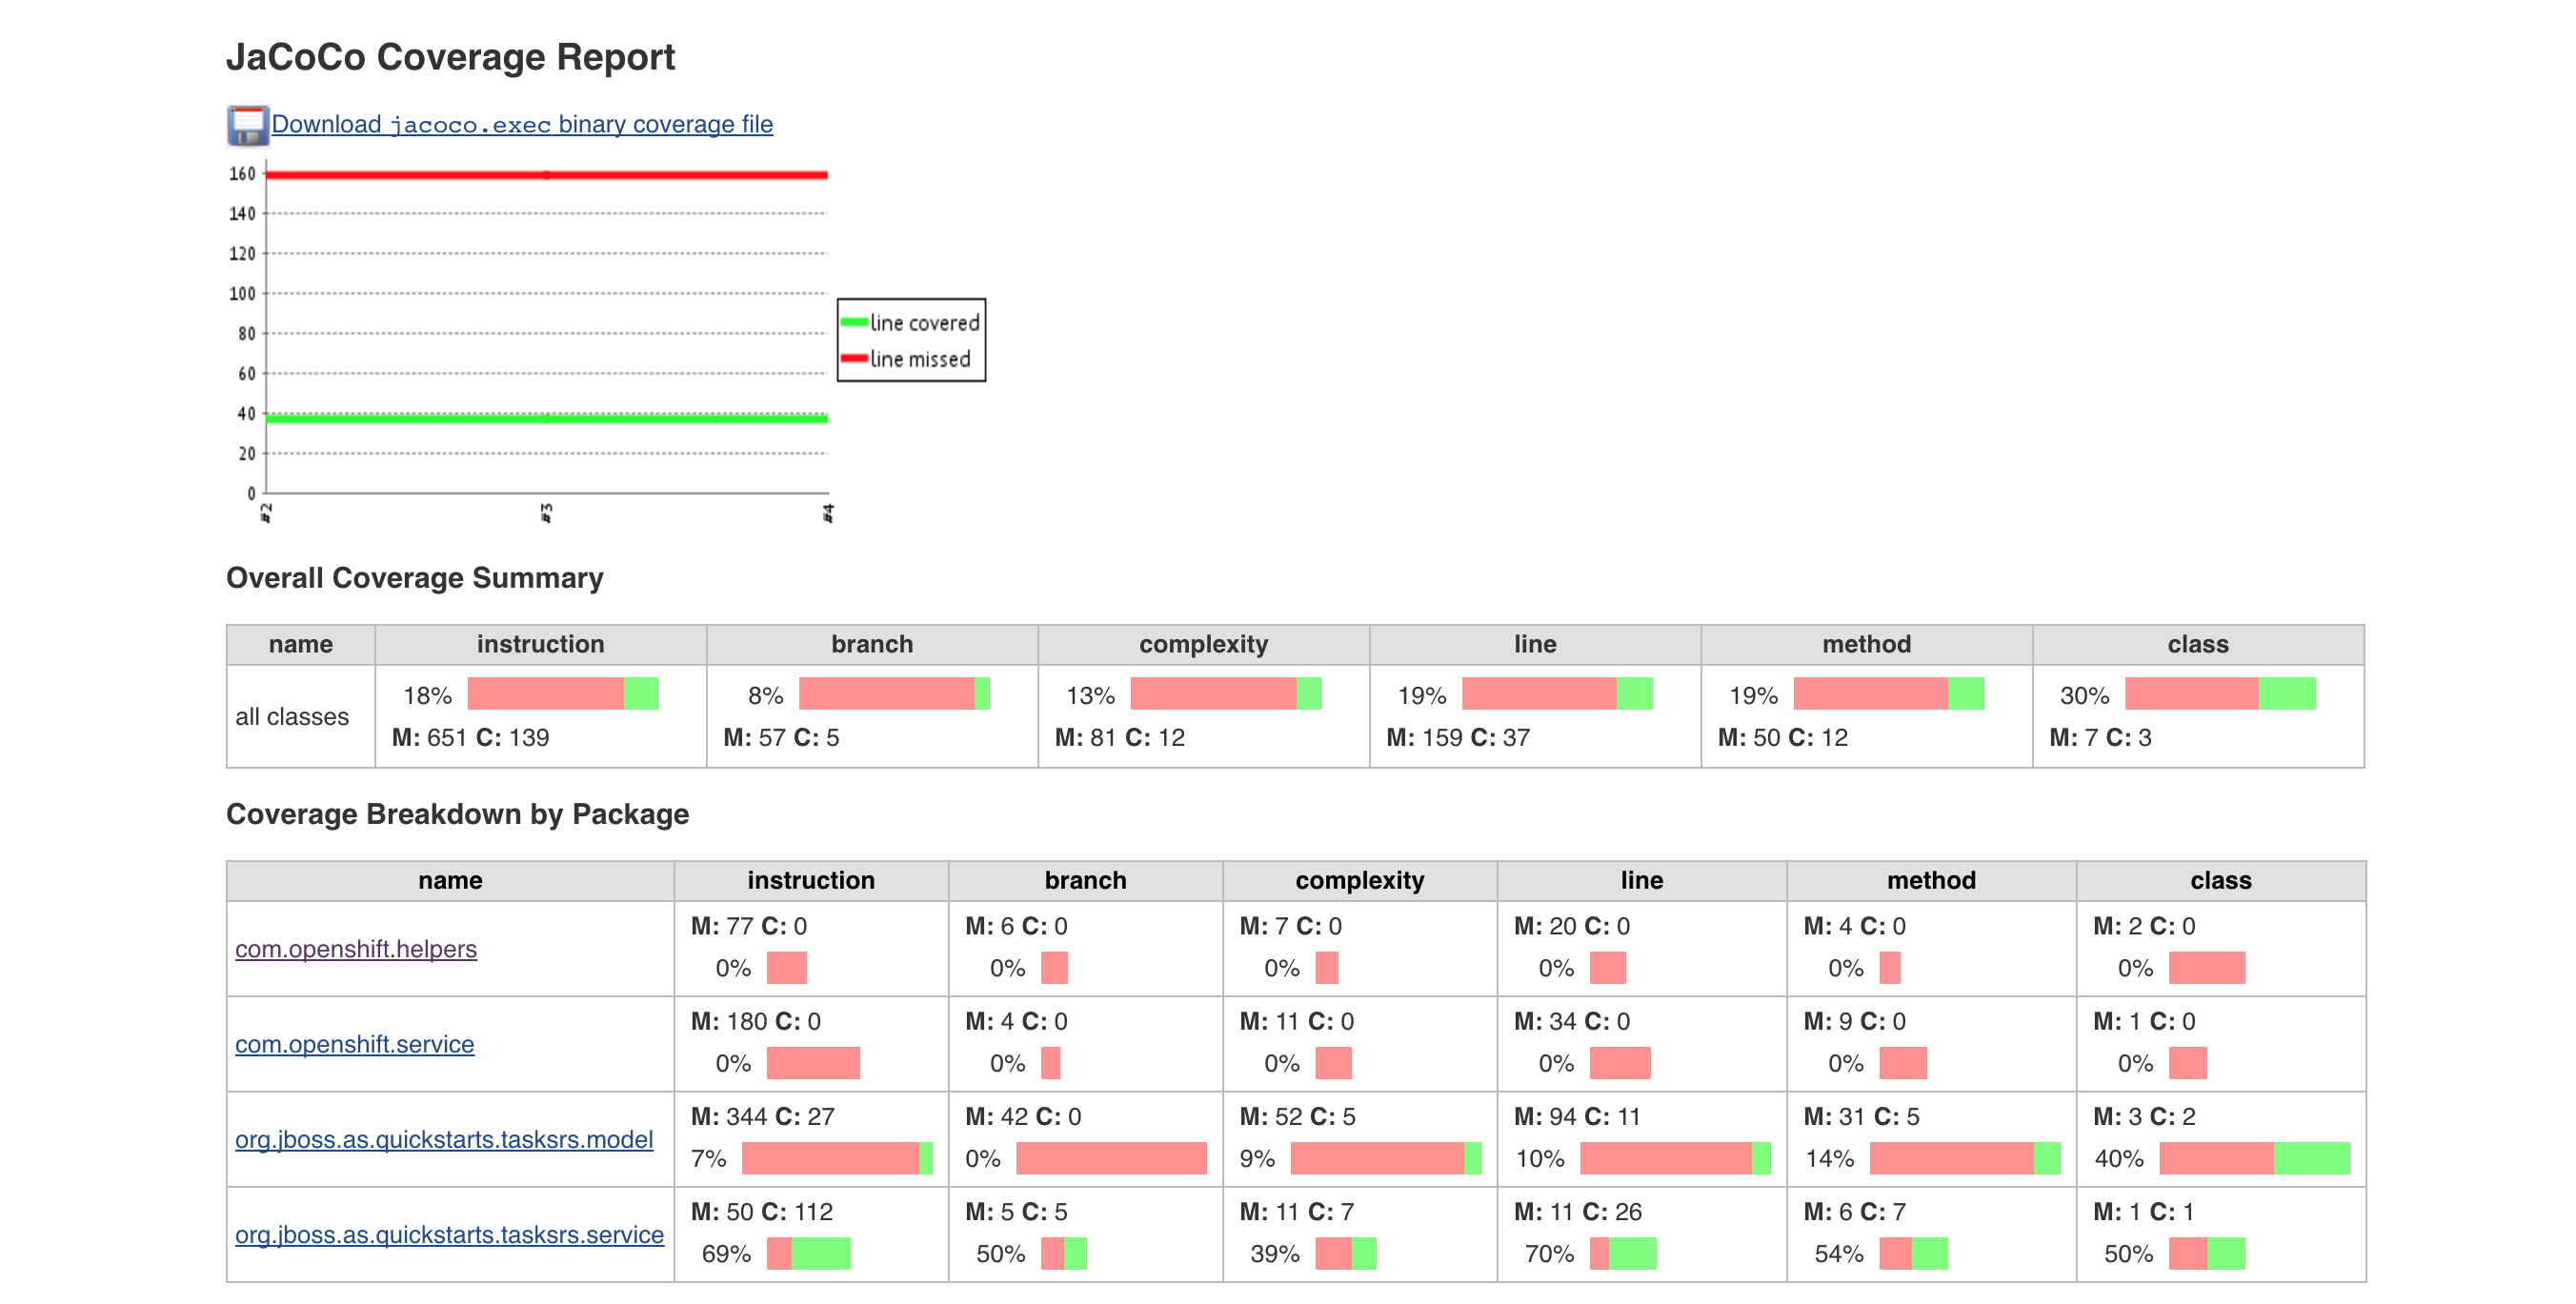 JaCoCo Coverage Report
Download jacoco.exec binary coverage file
160
140
120
100
80
60
40
20
0
#2
#3
#4
line covered
line missed
Overall Coverage Summary
name instruction branch complexity line method class
all classes
18% 8% 13% 19% 19% 30%
M: 651 C: 139 M: 57 C: 5 M: 81 C: 12 M: 159 C: 37 M: 50 C: 12 M: 7 C: 3
Coverage Breakdown by Package
name instruction branch complexity line method class
com.openshift.helpers
M: 77 C: 0 M: 6 C: 0 M: 7 C: 0 M: 20 C: 0 M: 4 C: 0 M: 2 C: 0
0% 0% 0% 0% 0% 0%
com.openshift.service
M: 180 C: 0 M: 4 C: 0 M: 11 C: 0 M: 34 C: 0 M: 9 C: 0 M: 1 C: 0
0% 0% 0% 0% 0% 0%
org.jboss.as.quickstarts.tasksrs.model
M: 344 C: 27 M: 42 C: 0 M: 52 C: 5 M: 94 C: 11 M: 31 C: 5 M: 3 C: 2
7% 0% 9% 10% 14% 40%
org.jboss.as.quickstarts.tasksrs.service
M: 50 C: 112 M: 5 C: 5 M: 11 C: 7 M: 11 C: 26 M: 6 C: 7 M: 1 C: 1
69% 50% 39% 70% 54% 50%